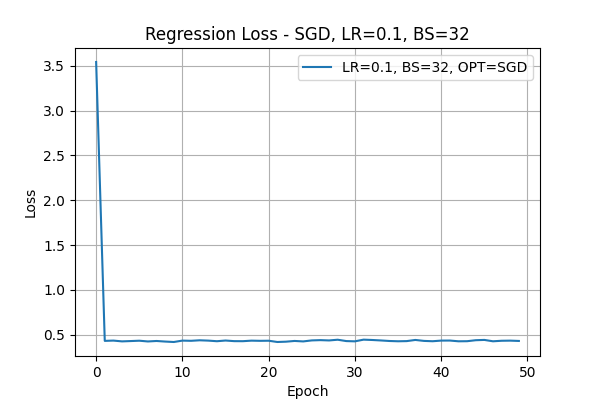 Regression Loss - SGD, LR=0.1, BS=32
LR=0.1, BS=32, OPT=SGD
3.5
3.0
2.5
2.0
1.5
1.0
0.5
Loss
0 10 20 30 40 50
Epoch